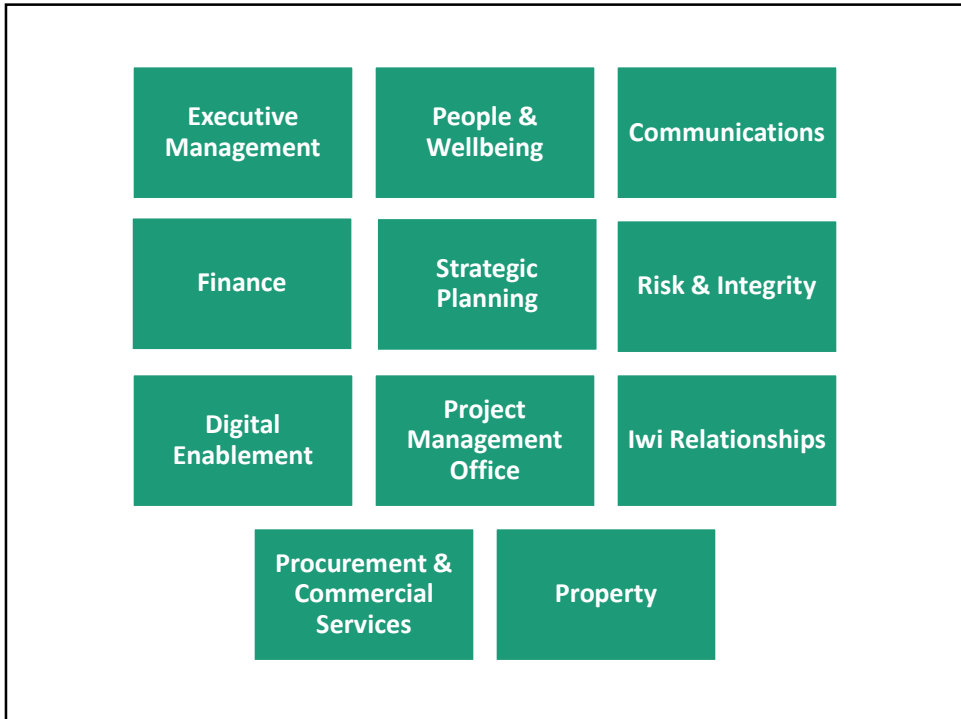 Executive
Management
People &
Wellbeing
Communications
Finance
Strategic
Planning
Risk & Integrity
Digital
Enablement
Project
Management
Office
Iwi Relationships
Procurement &
Commercial
Services
Property